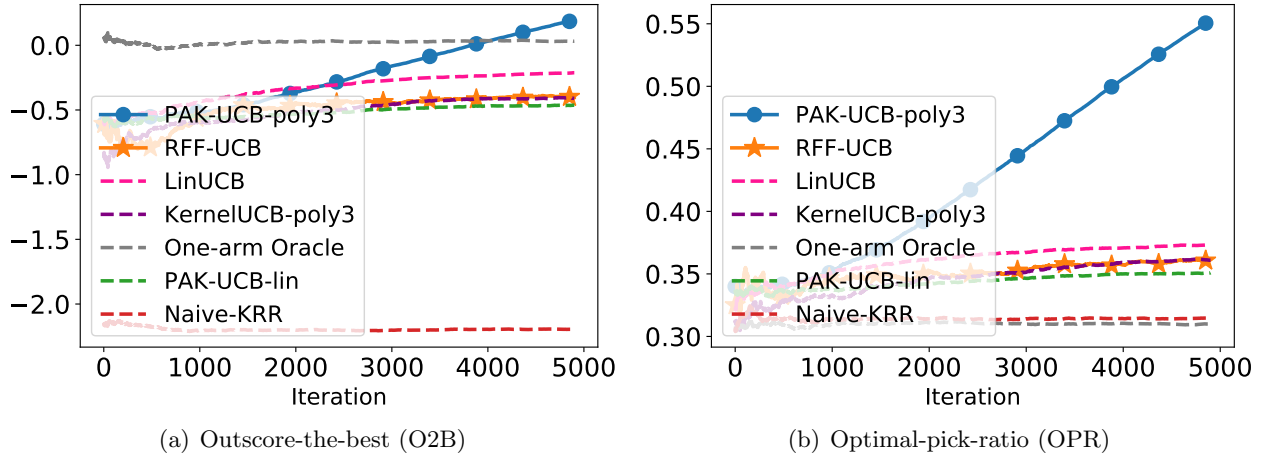 0.0
−0.5
−1.0
−1.5
−2.0
PAK-UCB-poly3
RFF-UCB
LinUCB
KernelUCB-poly3
One-arm Oracle
PAK-UCB-lin
Naive-KRR
0 1000 2000 3000 4000 5000
Iteration
(a) Outscore-the-best (O2B)
0.55
0.50
0.45
0.40
0.35
0.30
PAK-UCB-poly3
RFF-UCB
LinUCB
KernelUCB-poly3
One-arm Oracle
PAK-UCB-lin
Naive-KRR
0 1000 2000 3000 4000 5000
Iteration
(b) Optimal-pick-ratio (OPR)